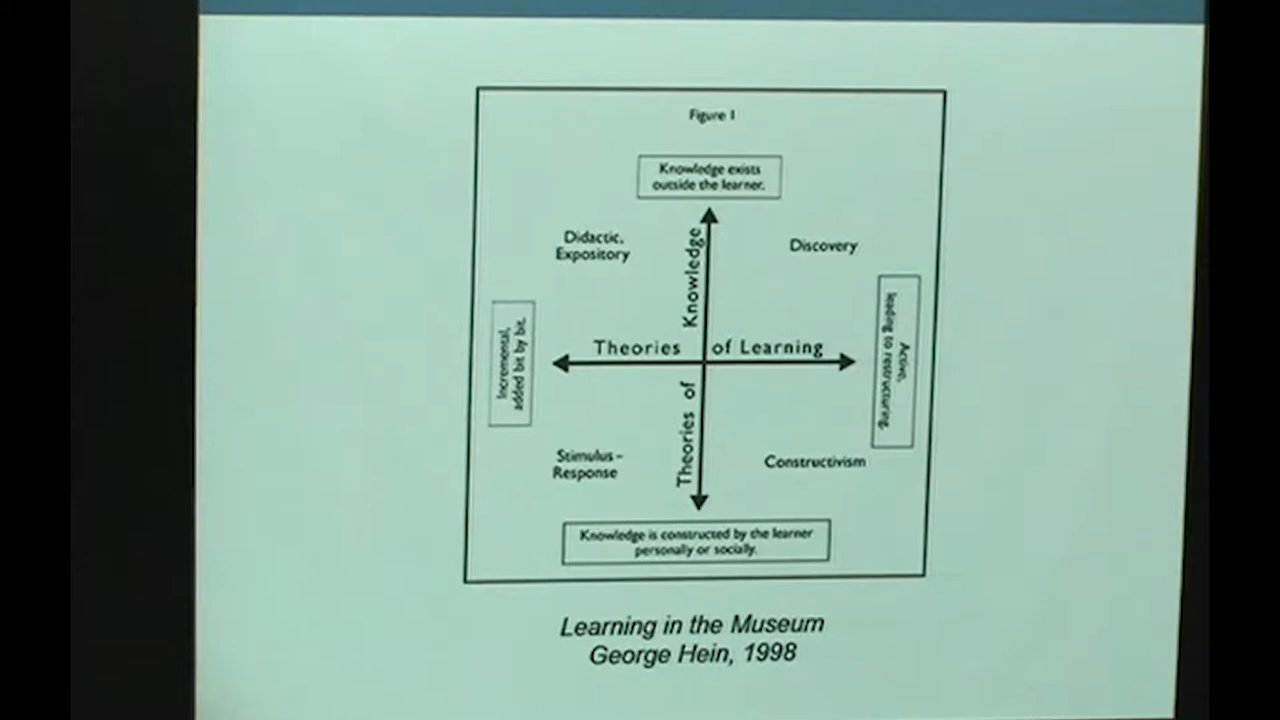 Figure 1
Knowledge exists
outside the learner.
Didactic,
Expository
Discovery
Theories of Knowledge
Theories of Learning
Incremental,
added bit by bit.
Active,
leading to restructuring.
Stimulus -
Response
Constructivism
Knowledge is constructed by the learner
personally or socially.
Learning in the Museum
George Hein, 1998